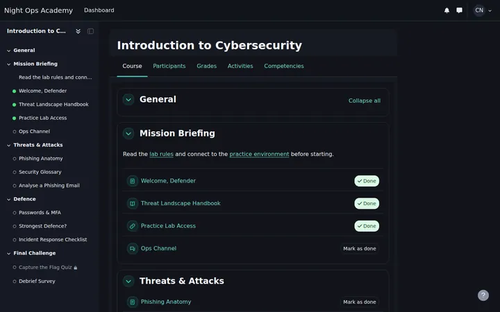 Night Ops Academy
Dashboard
CN
Introduction to C...
General
Mission Briefing
Read the lab rules and conn...
Welcome, Defender
Threat Landscape Handbook
Practice Lab Access
Ops Channel
Threats & Attacks
Phishing Anatomy
Security Glossary
Analyse a Phishing Email
Defence
Passwords & MFA
Strongest Defence?
Incident Response Checklist
Final Challenge
Capture the Flag Quiz
Debrief Survey
Introduction to Cybersecurity
Course
Participants
Grades
Activities
Competencies
General
Collapse all
Mission Briefing
Read the lab rules and connect to the practice environment before starting.
Welcome, Defender
Done
Threat Landscape Handbook
Done
Practice Lab Access
Done
Ops Channel
Mark as done
Threats & Attacks
Phishing Anatomy
Mark as done
?